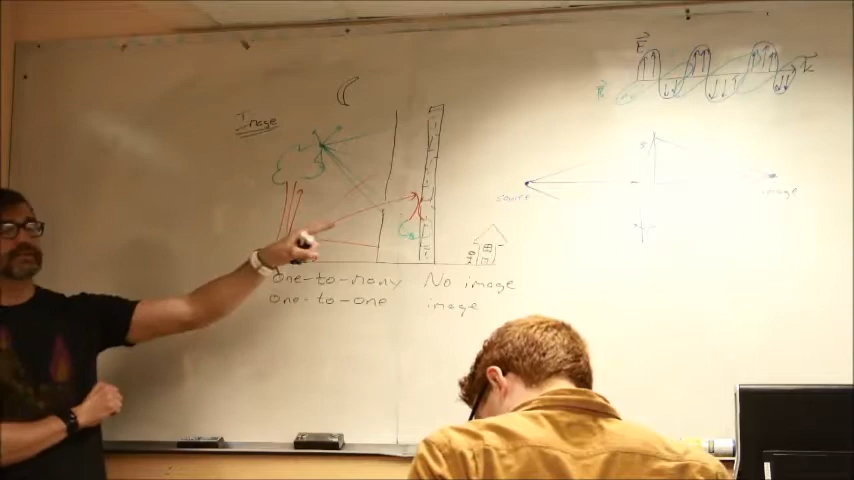 Image
E
K
B
source
image
One-to-many No image
One-to-one image